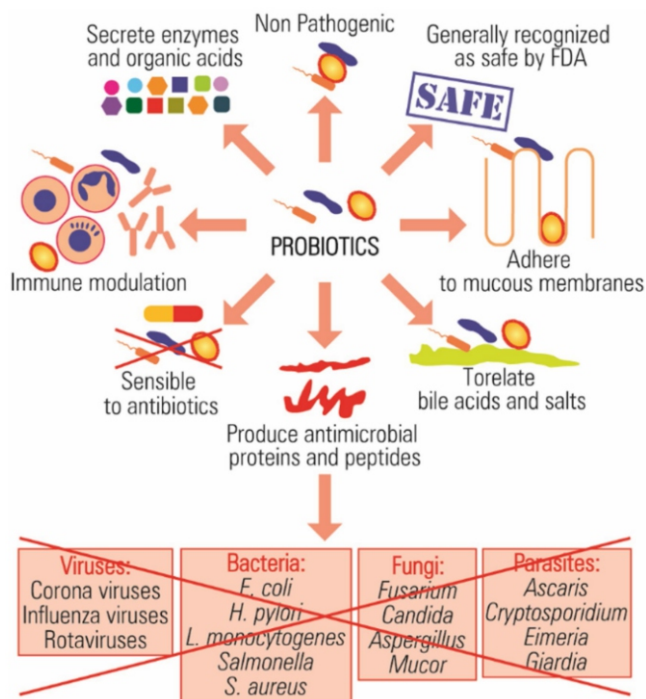 Secrete enzymes
and organic acids
Non Pathogenic
Generally recognized
as safe by FDA
SAFE
Immune modulation
PROBIOTICS
Adhere
to mucous membranes
Sensible
to antibiotics
Produce antimicrobial
proteins and peptides
Torelate
bile acids and salts
Viruses:
Corona viruses
Influenza viruses
Rotaviruses
Bacteria:
E. coli
H. pylori
L. monocytogenes
Salmonella
S. aureus
Fungi:
Fusarium
Candida
Aspergillus
Mucor
Parasites:
Ascaris
Cryptosporidium
Eimeria
Giardia